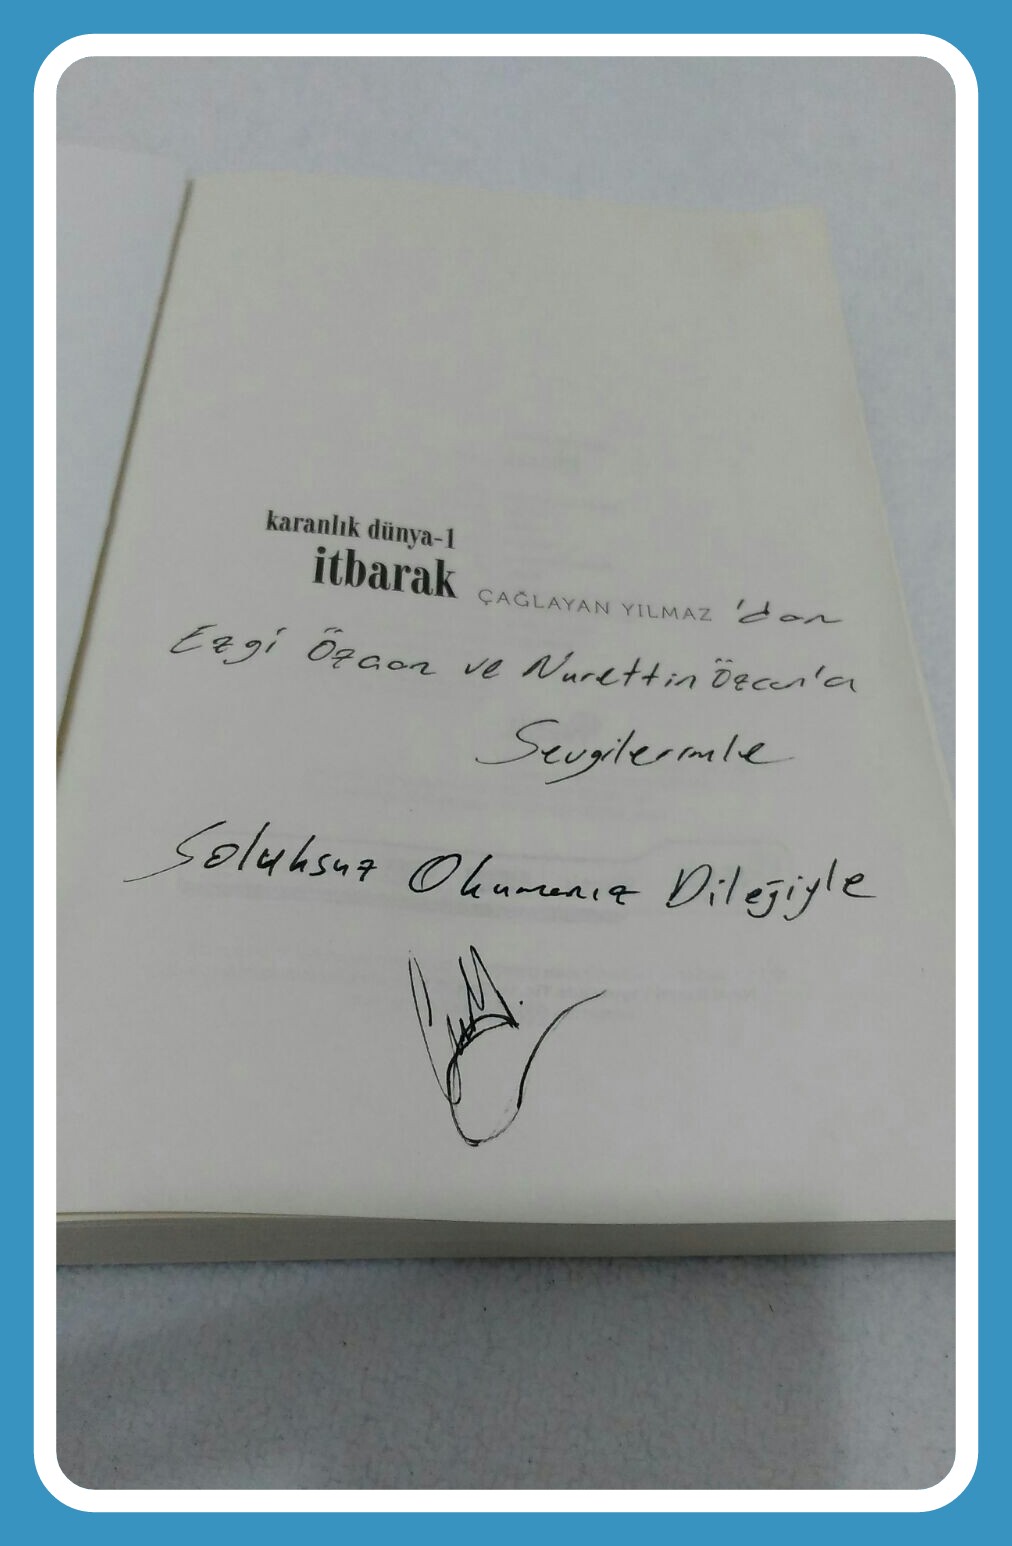 karanlık dünya-1
itbarak ÇAĞLAYAN YILMAZ 'dan
Ezgi Özcan ve Nurettin Özcan'a
Sevgilerimle
Soluksuz Okumanız Dileğiyle